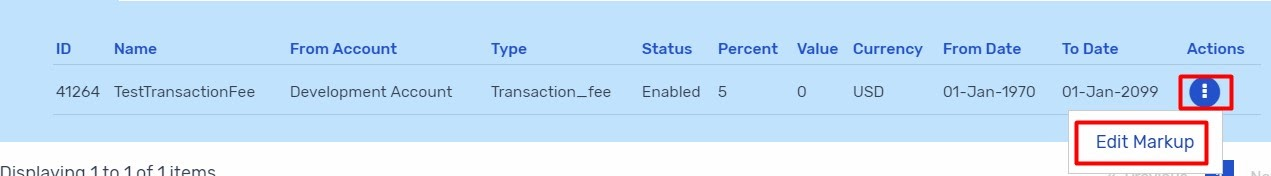 ID Name From Account Type Status Percent Value Currency From Date To Date Actions
41264 TestTransactionFee Development Account Transaction_fee Enabled 5 0 USD 01-Jan-1970 01-Jan-2099
Edit Markup
Displaying 1 to 1 of 1 items